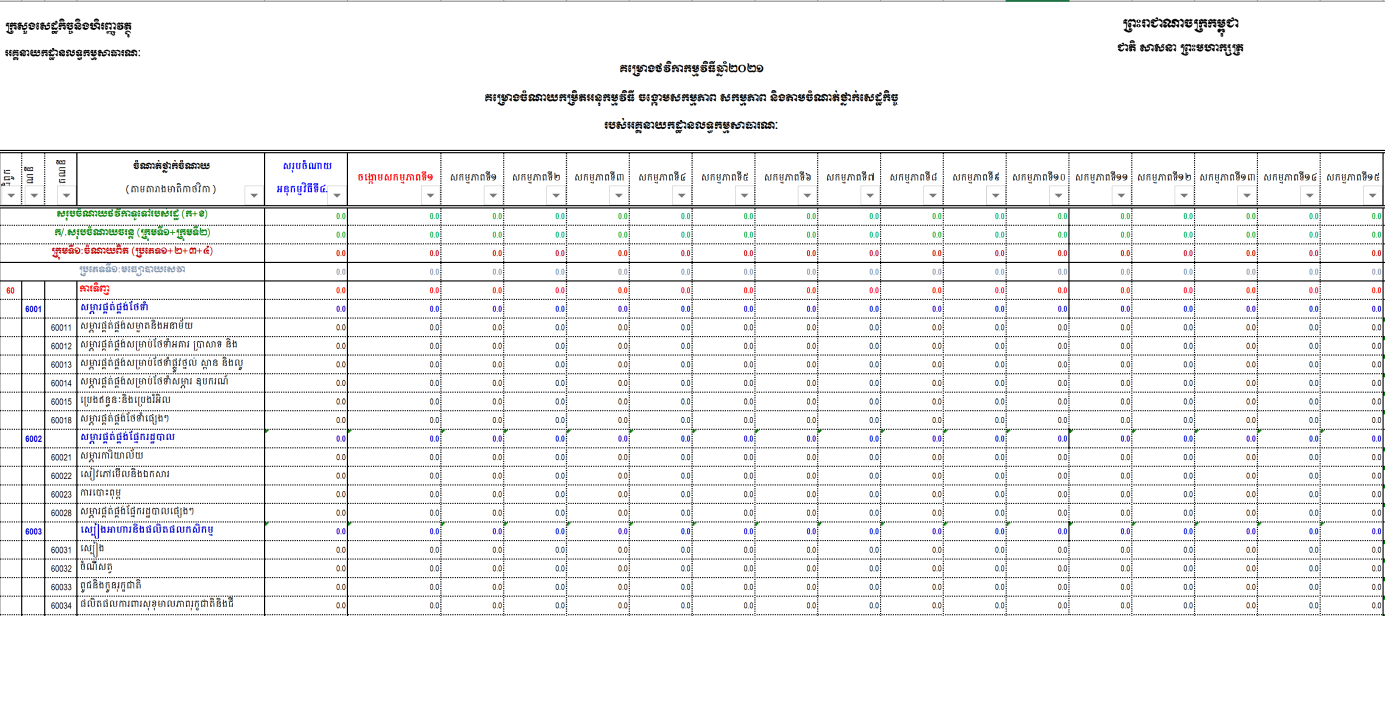 ក្រសួងសេដ្ឋកិច្ចនិងហិរញ្ញវត្ថុ
ព្រះរាជាណាចក្រកម្ពុជា
អគ្គនាយកដ្ឋានលទ្ធកម្មសាធារណៈ
ជាតិ សាសនា ព្រះមហាក្សត្រ
គម្រោងថវិកាកម្មវិធីឆ្នាំ២០២១
គម្រោងចំណាយកម្រិតអនុកម្មវិធី ចង្កោមសកម្មភាព សកម្មភាព និងតាមចំណាត់ថ្នាក់សេដ្ឋកិច្ច
របស់អគ្គនាយកដ្ឋានលទ្ធកម្មសាធារណៈ
ជំពូក គណនី អនុគណនី ចំណាត់ថ្នាក់ចំណាយ (តាមតារាងមាតិកាថវិកា) សរុបចំណាយ អនុកម្មវិធីទី៤. ចង្កោមសកម្មភាពទី១ សកម្មភាពទី១ សកម្មភាពទី២ សកម្មភាពទី៣ សកម្មភាពទី៤ សកម្មភាពទី៥ សកម្មភាពទី៦ សកម្មភាពទី៧ សកម្មភាពទី៨ សកម្មភាពទី៩ សកម្មភាពទី១០ សកម្មភាពទី១១ សកម្មភាពទី១២ សកម្មភាពទី១៣ សកម្មភាពទី១៤ សកម្មភាពទី១៥
សរុបចំណាយថវិកាទូទៅរបស់រដ្ឋ (ក+ខ) 0.0 0.0 0.0 0.0 0.0 0.0 0.0 0.0 0.0 0.0 0.0 0.0 0.0 0.0 0.0 0.0 0.0
ក/.សរុបចំណាយចរន្ត (ក្រុមទី១+ក្រុមទី២) 0.0 0.0 0.0 0.0 0.0 0.0 0.0 0.0 0.0 0.0 0.0 0.0 0.0 0.0 0.0 0.0 0.0
ក្រុមទី១:ចំណាយពិត (ប្រភេទ១+២+៣+៤) 0.0 0.0 0.0 0.0 0.0 0.0 0.0 0.0 0.0 0.0 0.0 0.0 0.0 0.0 0.0 0.0 0.0
ប្រភេទទី១:មធ្យោបាយសេវា 0.0 0.0 0.0 0.0 0.0 0.0 0.0 0.0 0.0 0.0 0.0 0.0 0.0 0.0 0.0 0.0 0.0
60 ការទិញ 0.0 0.0 0.0 0.0 0.0 0.0 0.0 0.0 0.0 0.0 0.0 0.0 0.0 0.0 0.0 0.0 0.0
6001 សម្ភារផ្គត់ផ្គង់ថែទាំ 0.0 0.0 0.0 0.0 0.0 0.0 0.0 0.0 0.0 0.0 0.0 0.0 0.0 0.0 0.0 0.0 0.0
60011 សម្ភារផ្គត់ផ្គង់សម្អាតនិងអនាម័យ 0.0 0.0 0.0 0.0 0.0 0.0 0.0 0.0 0.0 0.0 0.0 0.0 0.0 0.0 0.0 0.0 0.0
60012 សម្ភារផ្គត់ផ្គង់សម្រាប់ថែទាំអគារ ប្រាសាទ និង 0.0 0.0 0.0 0.0 0.0 0.0 0.0 0.0 0.0 0.0 0.0 0.0 0.0 0.0 0.0 0.0 0.0
60013 សម្ភារផ្គត់ផ្គង់សម្រាប់ថែទាំផ្លូវថ្នល់ ស្ពាន និងលូ 0.0 0.0 0.0 0.0 0.0 0.0 0.0 0.0 0.0 0.0 0.0 0.0 0.0 0.0 0.0 0.0 0.0
60014 សម្ភារផ្គត់ផ្គង់សម្រាប់ថែទាំសម្ភារ ឧបករណ៍ 0.0 0.0 0.0 0.0 0.0 0.0 0.0 0.0 0.0 0.0 0.0 0.0 0.0 0.0 0.0 0.0 0.0
60015 ប្រេងឥន្ធនៈនិងប្រេងរំអិល 0.0 0.0 0.0 0.0 0.0 0.0 0.0 0.0 0.0 0.0 0.0 0.0 0.0 0.0 0.0 0.0 0.0
60018 សម្ភារផ្គត់ផ្គង់ថែទាំផ្សេងៗ 0.0 0.0 0.0 0.0 0.0 0.0 0.0 0.0 0.0 0.0 0.0 0.0 0.0 0.0 0.0 0.0 0.0
6002 សម្ភារផ្គត់ផ្គង់ផ្នែករដ្ឋបាល 0.0 0.0 0.0 0.0 0.0 0.0 0.0 0.0 0.0 0.0 0.0 0.0 0.0 0.0 0.0 0.0 0.0
60021 សម្ភារការិយាល័យ 0.0 0.0 0.0 0.0 0.0 0.0 0.0 0.0 0.0 0.0 0.0 0.0 0.0 0.0 0.0 0.0 0.0
60022 សៀវភៅមើលនិងឯកសារ 0.0 0.0 0.0 0.0 0.0 0.0 0.0 0.0 0.0 0.0 0.0 0.0 0.0 0.0 0.0 0.0 0.0
60023 ការបោះពុម្ព 0.0 0.0 0.0 0.0 0.0 0.0 0.0 0.0 0.0 0.0 0.0 0.0 0.0 0.0 0.0 0.0 0.0
60028 សម្ភារផ្គត់ផ្គង់ផ្នែករដ្ឋបាលផ្សេងៗ 0.0 0.0 0.0 0.0 0.0 0.0 0.0 0.0 0.0 0.0 0.0 0.0 0.0 0.0 0.0 0.0 0.0
6003 ស្បៀងអាហារនិងផលិតផលកសិកម្ម 0.0 0.0 0.0 0.0 0.0 0.0 0.0 0.0 0.0 0.0 0.0 0.0 0.0 0.0 0.0 0.0 0.0
60031 ស្បៀង 0.0 0.0 0.0 0.0 0.0 0.0 0.0 0.0 0.0 0.0 0.0 0.0 0.0 0.0 0.0 0.0 0.0
60032 ចំណីសត្វ 0.0 0.0 0.0 0.0 0.0 0.0 0.0 0.0 0.0 0.0 0.0 0.0 0.0 0.0 0.0 0.0 0.0
60033 ពូជនិងកូនរុក្ខជាតិ 0.0 0.0 0.0 0.0 0.0 0.0 0.0 0.0 0.0 0.0 0.0 0.0 0.0 0.0 0.0 0.0 0.0
60034 ផលិតផលការពារសុខុមាលភាពរុក្ខជាតិនិងជី 0.0 0.0 0.0 0.0 0.0 0.0 0.0 0.0 0.0 0.0 0.0 0.0 0.0 0.0 0.0 0.0 0.0